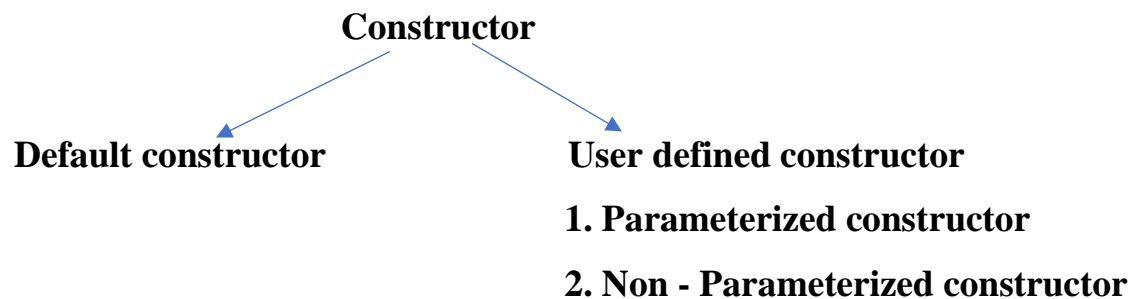 Constructor
Default constructor
User defined constructor
1. Parameterized constructor
2. Non - Parameterized constructor